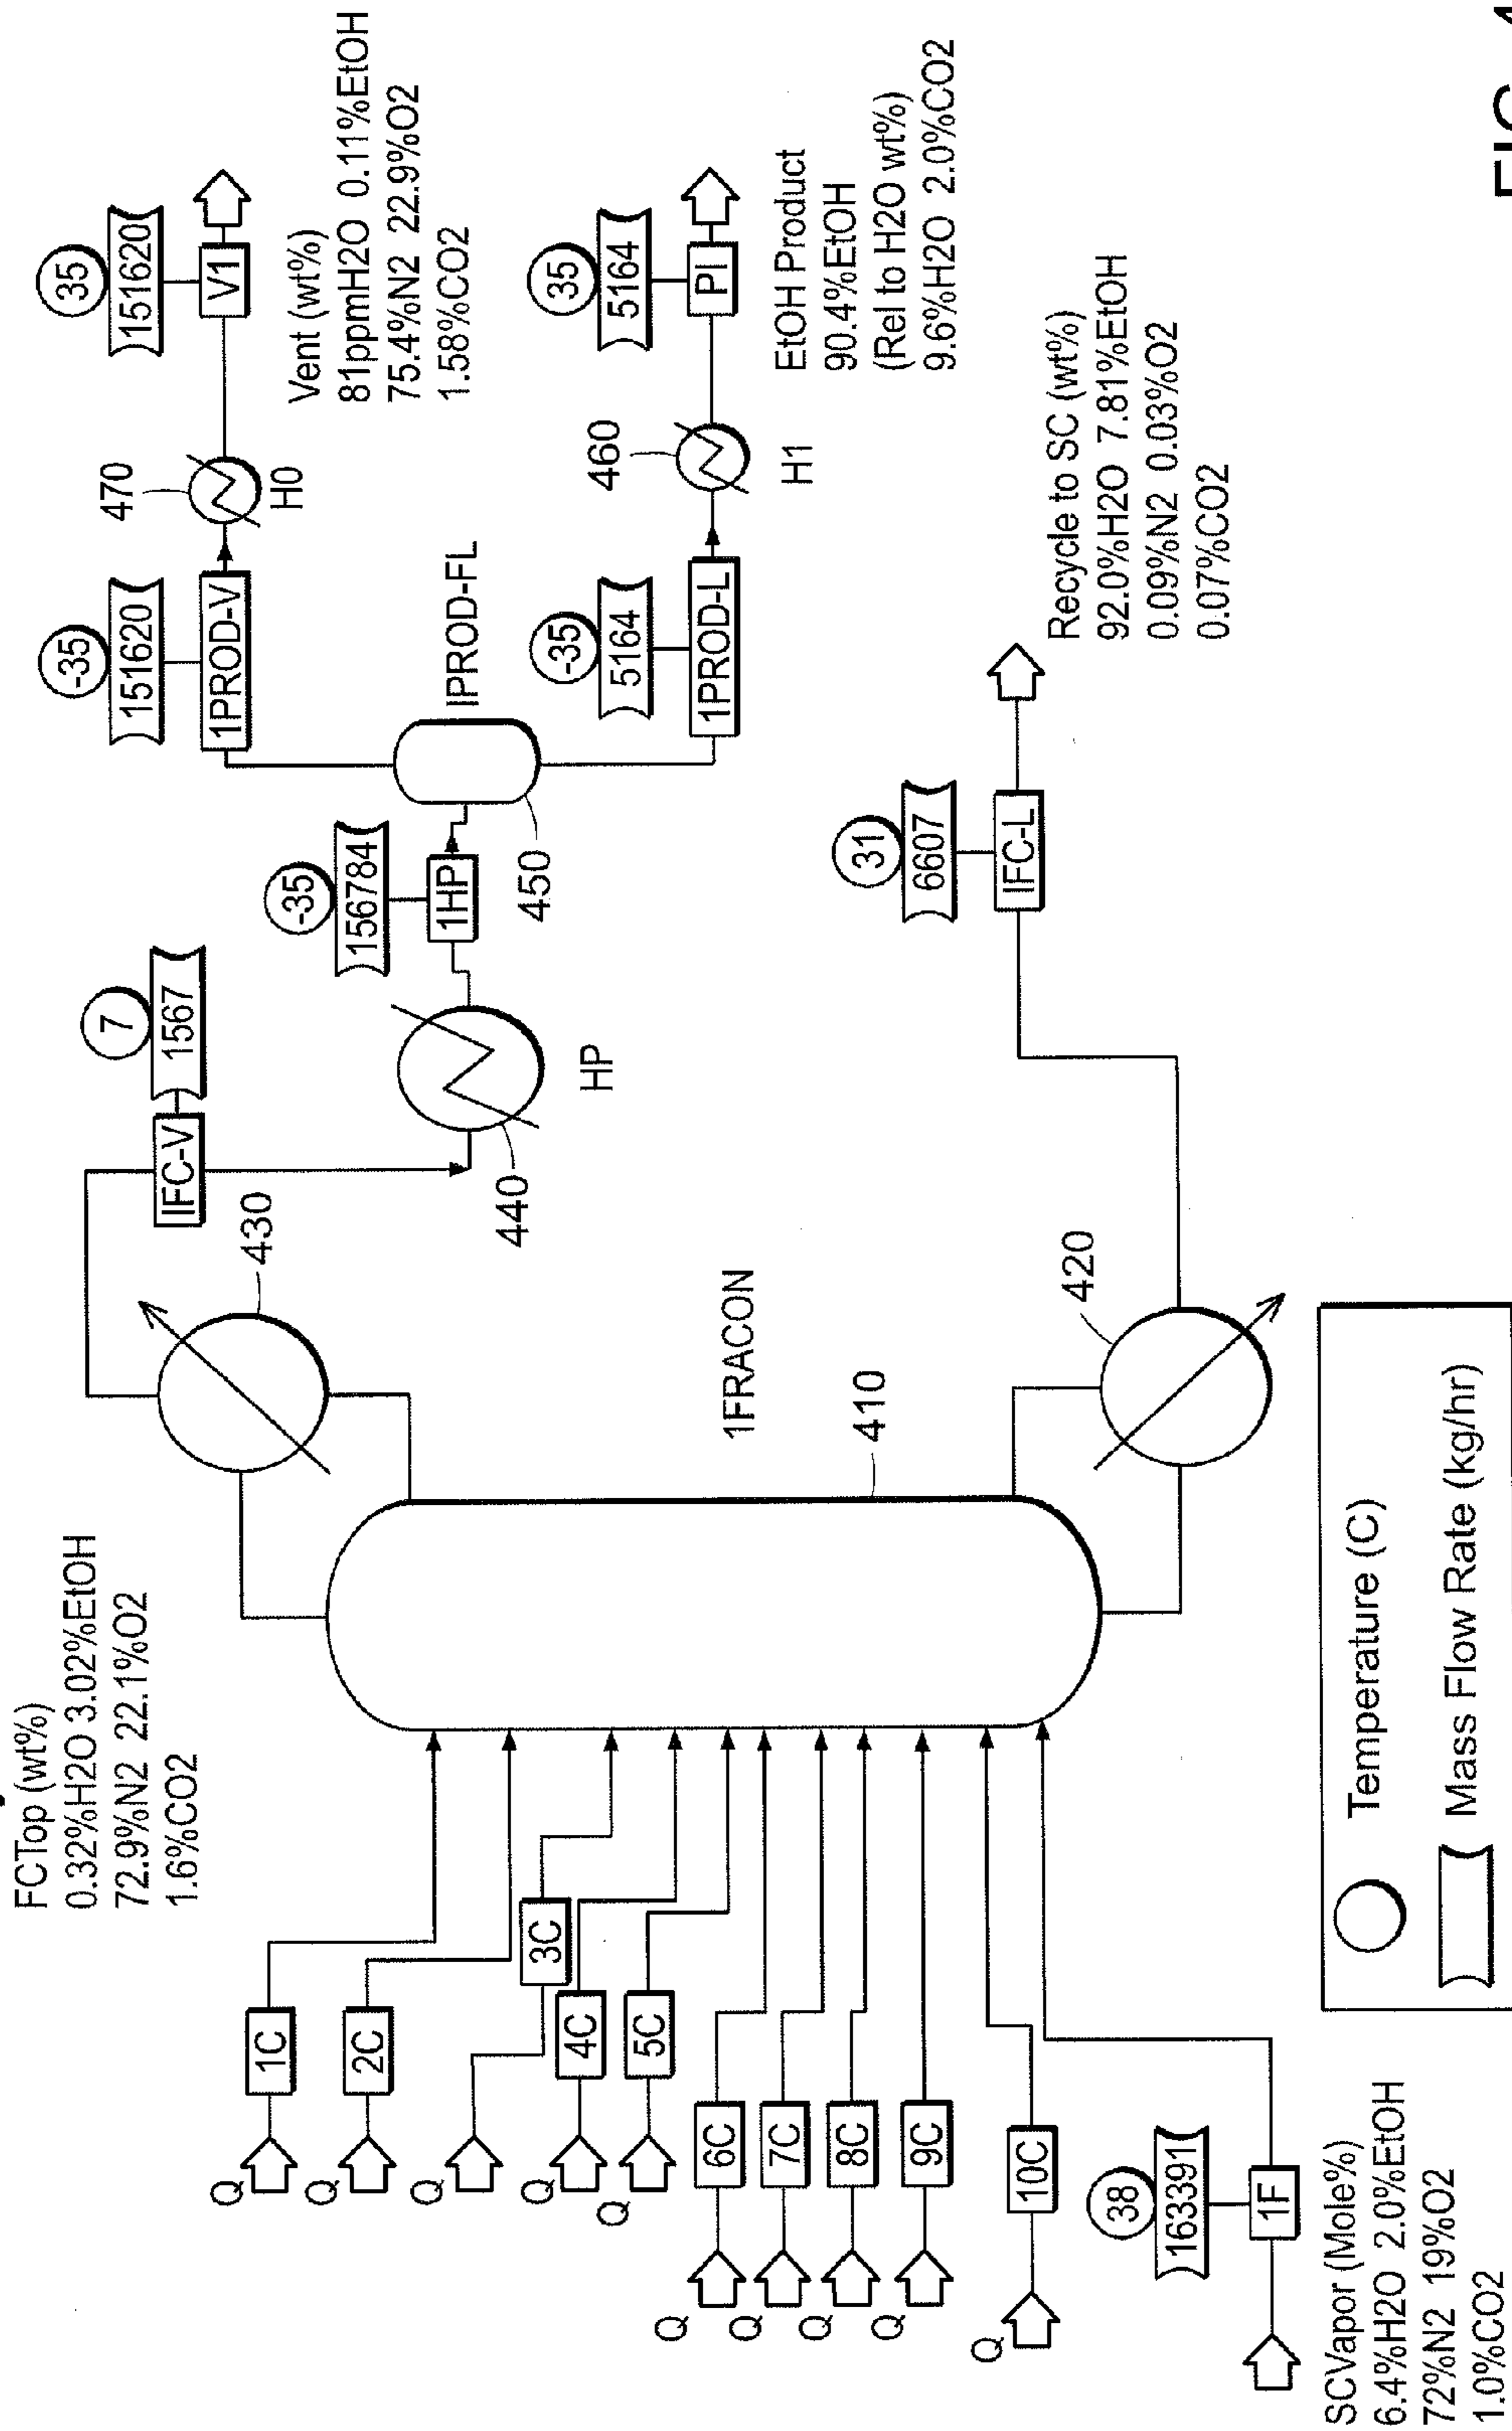 FCTop (wt%)
0.32%H2O 3.02%EtOH
72.9%N2 22.1%O2
1.6%CO2
Q
1C
Q
2C
Q
3C
Q
4C
Q
5C
Q
6C
Q
7C
Q
8C
Q
9C
Q
10C
38
163391
1F
SCVapor (Mole%)
6.4%H2O 2.0%EtOH
72%N2 19%O2
1.0%CO2
1FRACON
410
420
430
IFC-V
7
1567
440
HP
-35
156784
1HP
450
IPROD-FL
-35
151620
1PROD-V
470
H0
35
151620
V1
Vent (wt%)
81ppmH2O 0.11%EtOH
75.4%N2 22.9%O2
1.58%CO2
-35
5164
1PROD-L
460
H1
35
5164
PI
EtOH Product
90.4%EtOH
(Rel to H2O wt%)
9.6%H2O 2.0%CO2
31
6607
IFC-L
Recycle to SC (wt%)
92.0%H2O 7.81%EtOH
0.09%N2 0.03%O2
0.07%CO2
Temperature (C)
Mass Flow Rate (kg/hr)